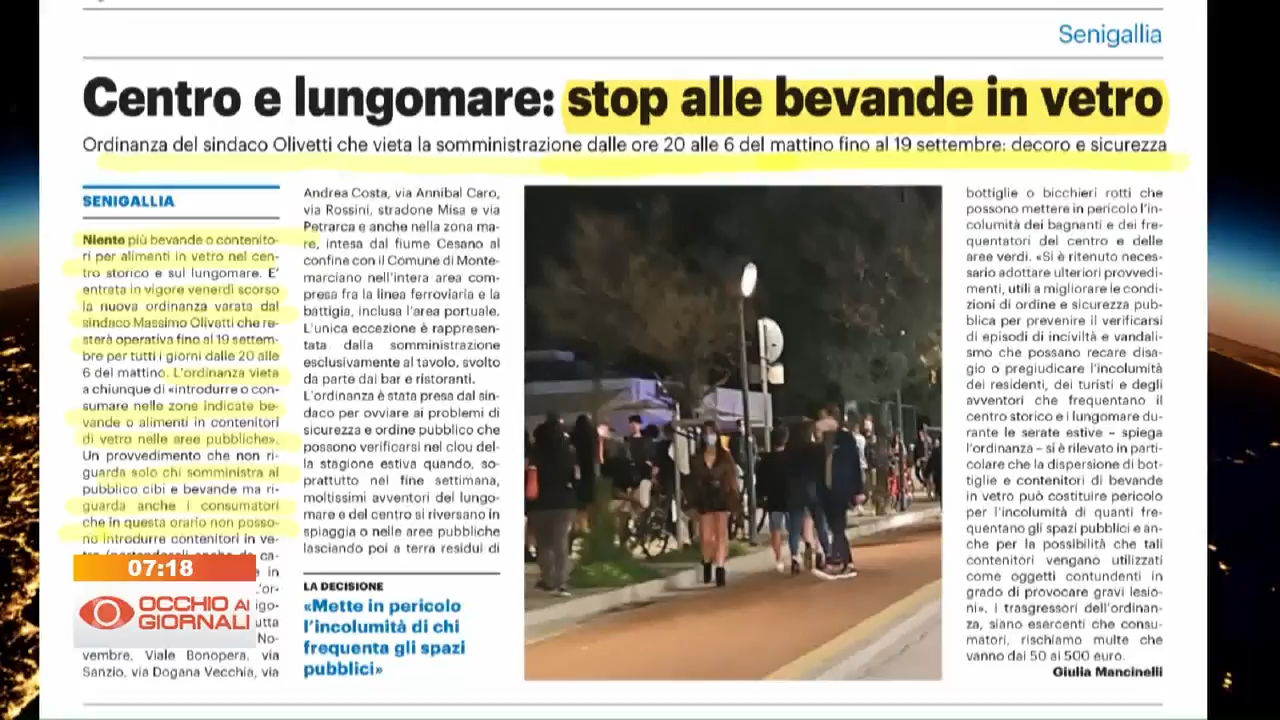 Senigallia
Centro e lungomare: stop alle bevande in vetro
Ordinanza del sindaco Olivetti che vieta la somministrazione dalle ore 20 alle 6 del mattino fino al 19 settembre: decoro e sicurezza
SENIGALLIA
Niente più bevande o contenito-
ri per alimenti in vetro nel cen-
tro storico e sul lungomare. E'
entrata in vigore venerdì scorso
la nuova ordinanza varata dal
sindaco Massimo Olivetti che re-
sterà operativa fino al 19 settem-
bre per tutti i giorni dalle 20 alle
6 del mattino. L'ordinanza vieta
a chiunque di «introdurre o con-
sumare nelle zone indicate be-
vande o alimenti in contenitori
di vetro nelle aree pubbliche».
Un provvedimento che non ri-
guarda solo chi somministra al
pubblico cibi e bevande ma ri-
guarda anche i consumatori
che in questa orario non posso-
no introdurre contenitori in ve-
ca-
in
'or-
igo-
utta
No-
vembre, Viale Bonopera, via
Sanzio, via Dogana Vecchia, via
07:18
OCCHIO AI
GIORNALI
Andrea Costa, via Annibal Caro,
via Rossini, stradone Misa e via
Petrarca e anche nella zona ma-
re, intesa dal fiume Cesano al
confine con il Comune di Monte-
marciano nell'intera area com-
presa fra la linea ferroviaria e la
battigia, inclusa l'area portuale.
L'unica eccezione è rappresen-
tata dalla somministrazione
esclusivamente al tavolo, svolto
da parte dai bar e ristoranti.
L'ordinanza è stata presa dal sin-
daco per ovviare ai problemi di
sicurezza e ordine pubblico che
possono verificarsi nel clou del-
la stagione estiva quando, so-
prattutto nel fine settimana,
moltissimi avventori del lungo-
mare e del centro si riversano in
spiaggia o nelle aree pubbliche
lasciando poi a terra residui di
LA DECISIONE
«Mette in pericolo
l'incolumità di chi
frequenta gli spazi
pubblici»
bottiglie o bicchieri rotti che
possono mettere in pericolo l'in-
columità dei bagnanti e dei fre-
quentatori del centro e delle
aree verdi. «Si è ritenuto neces-
sario adottare ulteriori provvedi-
menti, utili a migliorare le condi-
zioni di ordine e sicurezza pub-
blica per prevenire il verificarsi
di episodi di inciviltà e vandali-
smo che possano recare disa-
gio o pregiudicare l'incolumità
dei residenti, dei turisti e degli
avventori che frequentano il
centro storico e i lungomare du-
rante le serate estive – spiega
l'ordinanza – si è rilevato in parti-
colare che la dispersione di bot-
tiglie e contenitori di bevande
in vetro può costituire pericolo
per l'incolumità di quanti fre-
quentano gli spazi pubblici e an-
che per la possibilità che tali
contenitori vengano utilizzati
come oggetti contundenti in
grado di provocare gravi lesio-
ni». I trasgressori dell'ordinan-
za, siano esercenti che consu-
matori, rischiamo multe che
vanno dai 50 ai 500 euro.
Giulia Mancinelli